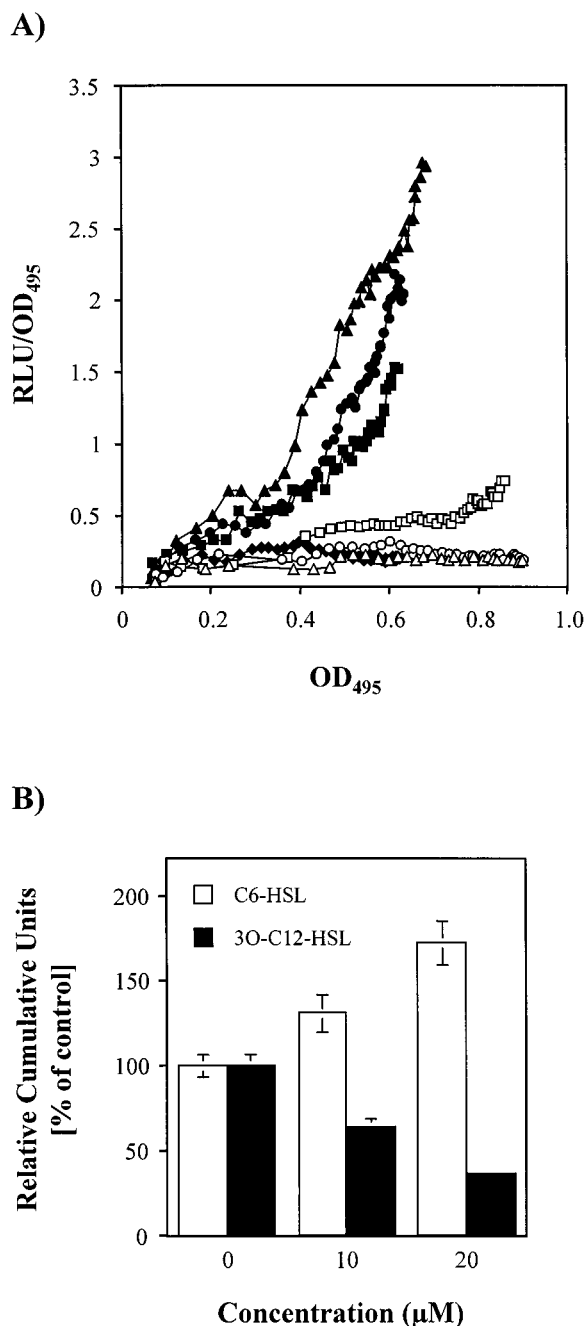 A)
3.5
3
2.5
2
1.5
1
0.5
0
RLU/OD495
0 0.2 0.4 0.6 0.8 1.0
OD495
B)
200
150
100
50
0
Relative Cumulative Units
[% of control]
C6-HSL
3O-C12-HSL
0 10 20
Concentration (µM)